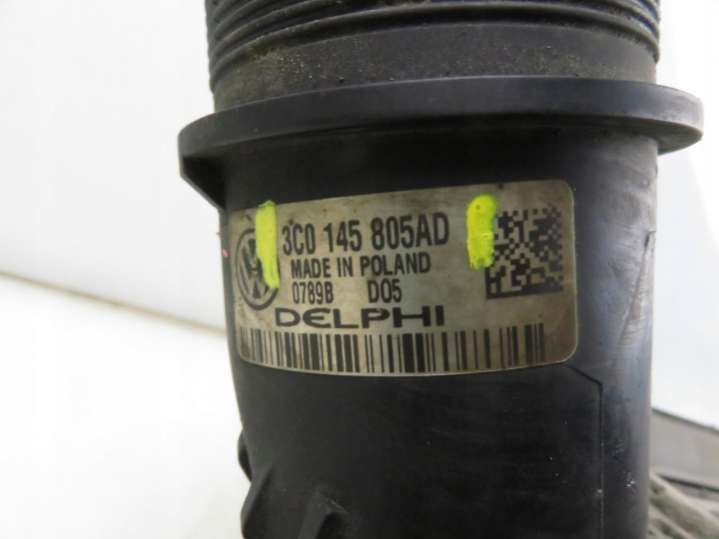 3C0 145 805AD
MADE IN POLAND
0789B D05
DELPHI